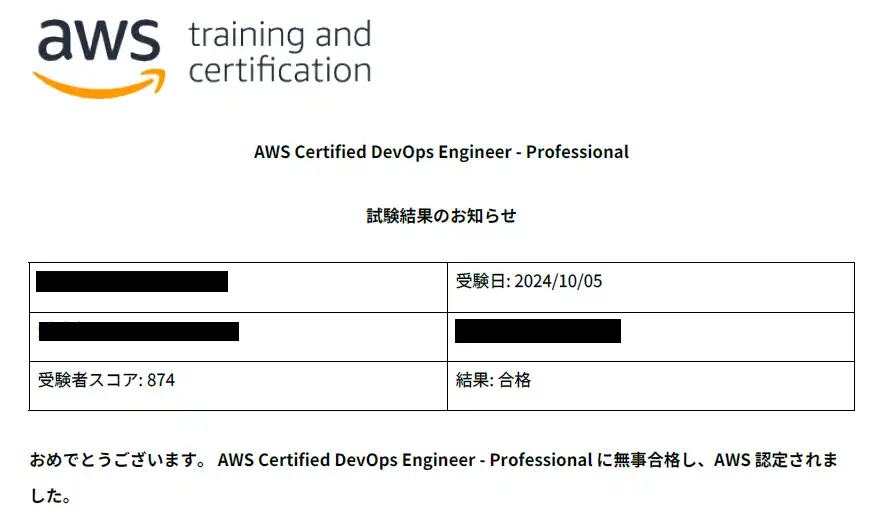 aws training and
certification
AWS Certified DevOps Engineer - Professional
試験結果のお知らせ
受験日: 2024/10/05
受験者スコア: 874
結果: 合格
おめでとうございます。 AWS Certified DevOps Engineer - Professional に無事合格し、AWS 認定されま
した。